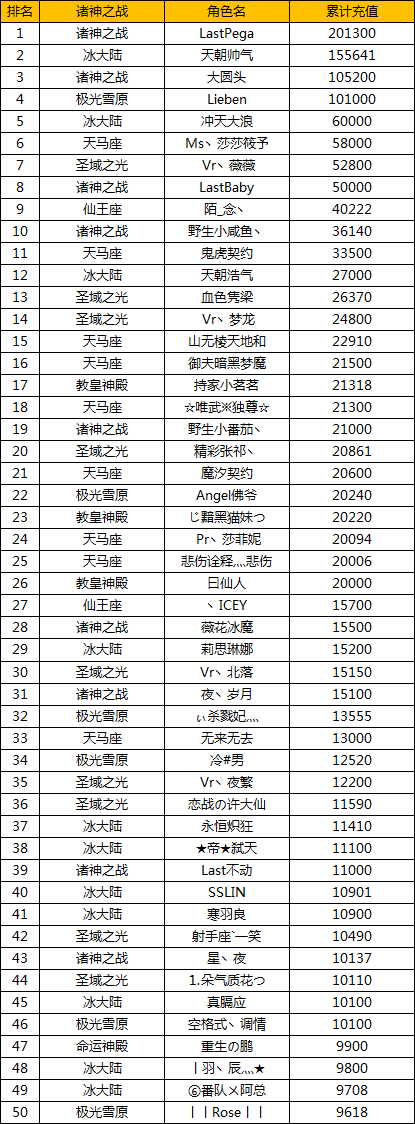 排名 诸神之战 角色名 累计充值
1 诸神之战 LastPega 201300
2 冰大陆 天朝帅气 155641
3 诸神之战 大圆头 105200
4 极光雪原 Lieben 101000
5 冰大陆 冲天大浪 60000
6 天马座 Ms丶莎莎筱予 58000
7 圣域之光 Vr丶薇薇 52800
8 诸神之战 LastBaby 50000
9 仙王座 陌_念丶 40222
10 诸神之战 野生小咸鱼丶 36140
11 天马座 鬼虎契约 33500
12 冰大陆 天朝浩气 27000
13 圣域之光 血色隽梁 26370
14 圣域之光 Vr丶梦龙 24800
15 天马座 山无棱天地和 22910
16 天马座 御夫暗黑梦魔 21500
17 教皇神殿 持家小茗茗 21318
18 天马座 ☆唯武※独尊☆ 21300
19 诸神之战 野生小番茄丶 21000
20 圣域之光 精彩张祁丶 20861
21 天马座 魔汐契约 20600
22 极光雪原 Angel佛爷 20240
23 教皇神殿 じ黯黑猫妹つ 20220
24 天马座 Pr丶莎菲妮 20094
25 天马座 悲伤诠释灬悲伤 20006
26 教皇神殿 曰仙人 20000
27 仙王座 丶ICEY 15700
28 诸神之战 薇花冰魔 15500
29 冰大陆 莉思琳娜 15200
30 圣域之光 Vr丶北落 15150
31 诸神之战 夜丶岁月 15100
32 极光雪原 ぃ杀戮妃灬 13555
33 天马座 无来无去 13000
34 极光雪原 冷#男 12520
35 圣域之光 Vr丶夜繁 12200
36 圣域之光 恋战の许大仙 11590
37 冰大陆 永恒炽狂 11410
38 冰大陆 ★帝★弑天 11100
39 诸神之战 Last不动 11000
40 冰大陆 SSLIN 10901
41 冰大陆 寒羽良 10900
42 圣域之光 射手座`一笑 10490
43 诸神之战 星丶夜 10137
44 圣域之光 1.朵气质花つ 10110
45 冰大陆 真膈应 10100
46 极光雪原 空格式丶调情 10100
47 命运神殿 重生の鹏 9900
48 冰大陆 丨羽丶辰灬★ 9800
49 冰大陆 ⑥番队メ阿总 9708
50 极光雪原 丨丨Rose丨丨 9618